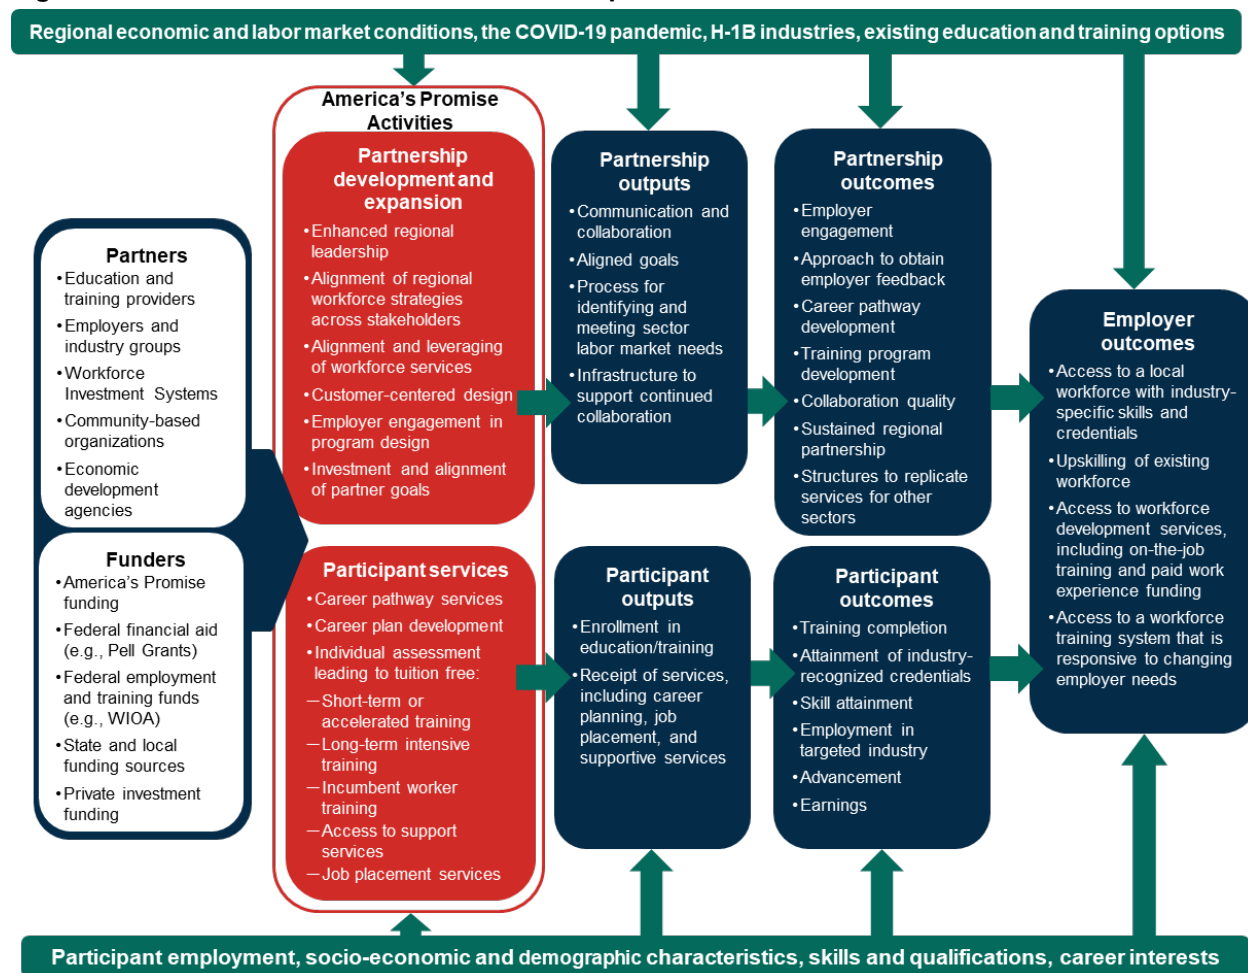 Regional economic and labor market conditions, the COVID-19 pandemic, H-1B industries, existing education and training options
Partners
•Education and
training providers
•Employers and
industry groups
•Workforce
Investment Systems
•Community-based
organizations
•Economic
development
agencies
Funders
•America's Promise
funding
•Federal financial aid
(e.g., Pell Grants)
•Federal employment
and training funds
(e.g., WIOA)
•State and local
funding sources
•Private investment
funding
America's Promise
Activities
Partnership
development and
expansion
•Enhanced regional
leadership
•Alignment of regional
workforce strategies
across stakeholders
•Alignment and leveraging
of workforce services
•Customer-centered design
•Employer engagement in
program design
•Investment and alignment
of partner goals
Participant services
•Career pathway services
•Career plan development
•Individual assessment
leading to tuition free:
—Short-term or
accelerated training
—Long-term intensive
training
—Incumbent worker
training
—Access to support
services
—Job placement services
Partnership
outputs
•Communication and
collaboration
•Aligned goals
•Process for
identifying and
meeting sector
labor market needs
•Infrastructure to
support continued
collaboration
Participant
outputs
•Enrollment in
education/training
•Receipt of services,
including career
planning, job
placement, and
supportive services
Partnership
outcomes
•Employer
engagement
•Approach to obtain
employer feedback
•Career pathway
development
•Training program
development
•Collaboration quality
•Sustained regional
partnership
•Structures to replicate
services for other
sectors
Participant
outcomes
•Training completion
•Attainment of industry-
recognized credentials
•Skill attainment
•Employment in
targeted industry
•Advancement
•Earnings
Employer
outcomes
•Access to a local
workforce with industry-
specific skills and
credentials
•Upskilling of existing
workforce
•Access to workforce
development services,
including on-the-job
training and paid work
experience funding
•Access to a workforce
training system that is
responsive to changing
employer needs
Participant employment, socio-economic and demographic characteristics, skills and qualifications, career interests